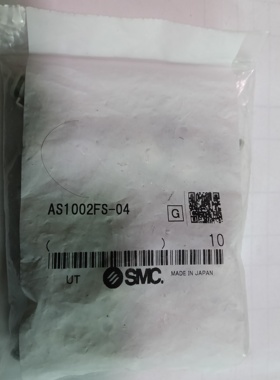 AS1002FS-04
G
( ) 10
UT SMC. MADE IN JAPAN